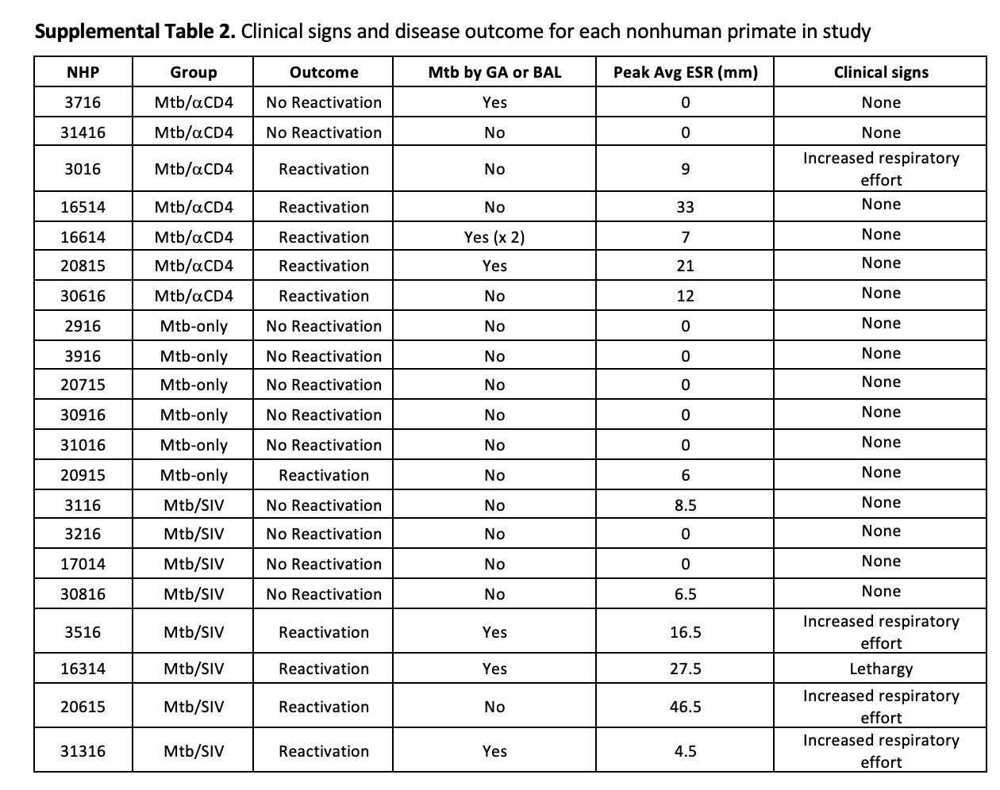 Supplemental Table 2. Clinical signs and disease outcome for each nonhuman primate in study
NHP Group Outcome Mtb by GA or BAL Peak Avg ESR (mm) Clinical signs
3716 Mtb/αCD4 No Reactivation Yes 0 None
31416 Mtb/αCD4 No Reactivation No 0 None
3016 Mtb/αCD4 Reactivation No 9 Increased respiratory
effort
16514 Mtb/αCD4 Reactivation No 33 None
16614 Mtb/αCD4 Reactivation Yes (x 2) 7 None
20815 Mtb/αCD4 Reactivation Yes 21 None
30616 Mtb/αCD4 Reactivation No 12 None
2916 Mtb-only No Reactivation No 0 None
3916 Mtb-only No Reactivation No 0 None
20715 Mtb-only No Reactivation No 0 None
30916 Mtb-only No Reactivation No 0 None
31016 Mtb-only No Reactivation No 0 None
20915 Mtb-only Reactivation No 6 None
3116 Mtb/SIV No Reactivation No 8.5 None
3216 Mtb/SIV No Reactivation No 0 None
17014 Mtb/SIV No Reactivation No 0 None
30816 Mtb/SIV No Reactivation No 6.5 None
3516 Mtb/SIV Reactivation Yes 16.5 Increased respiratory
effort
16314 Mtb/SIV Reactivation Yes 27.5 Lethargy
20615 Mtb/SIV Reactivation No 46.5 Increased respiratory
effort
31316 Mtb/SIV Reactivation Yes 4.5 Increased respiratory
effort